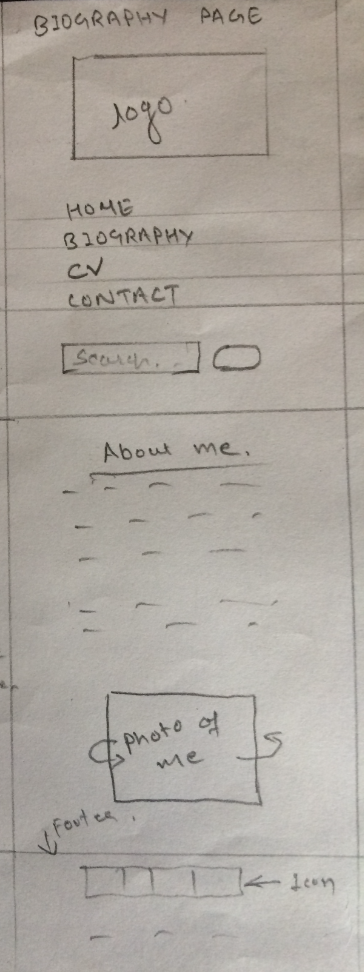 BIOGRAPHY PAGE
logo
HOME
BIOGRAPHY
CV
CONTACT
Search.
About me.
photo of
me
Footer.
Icon